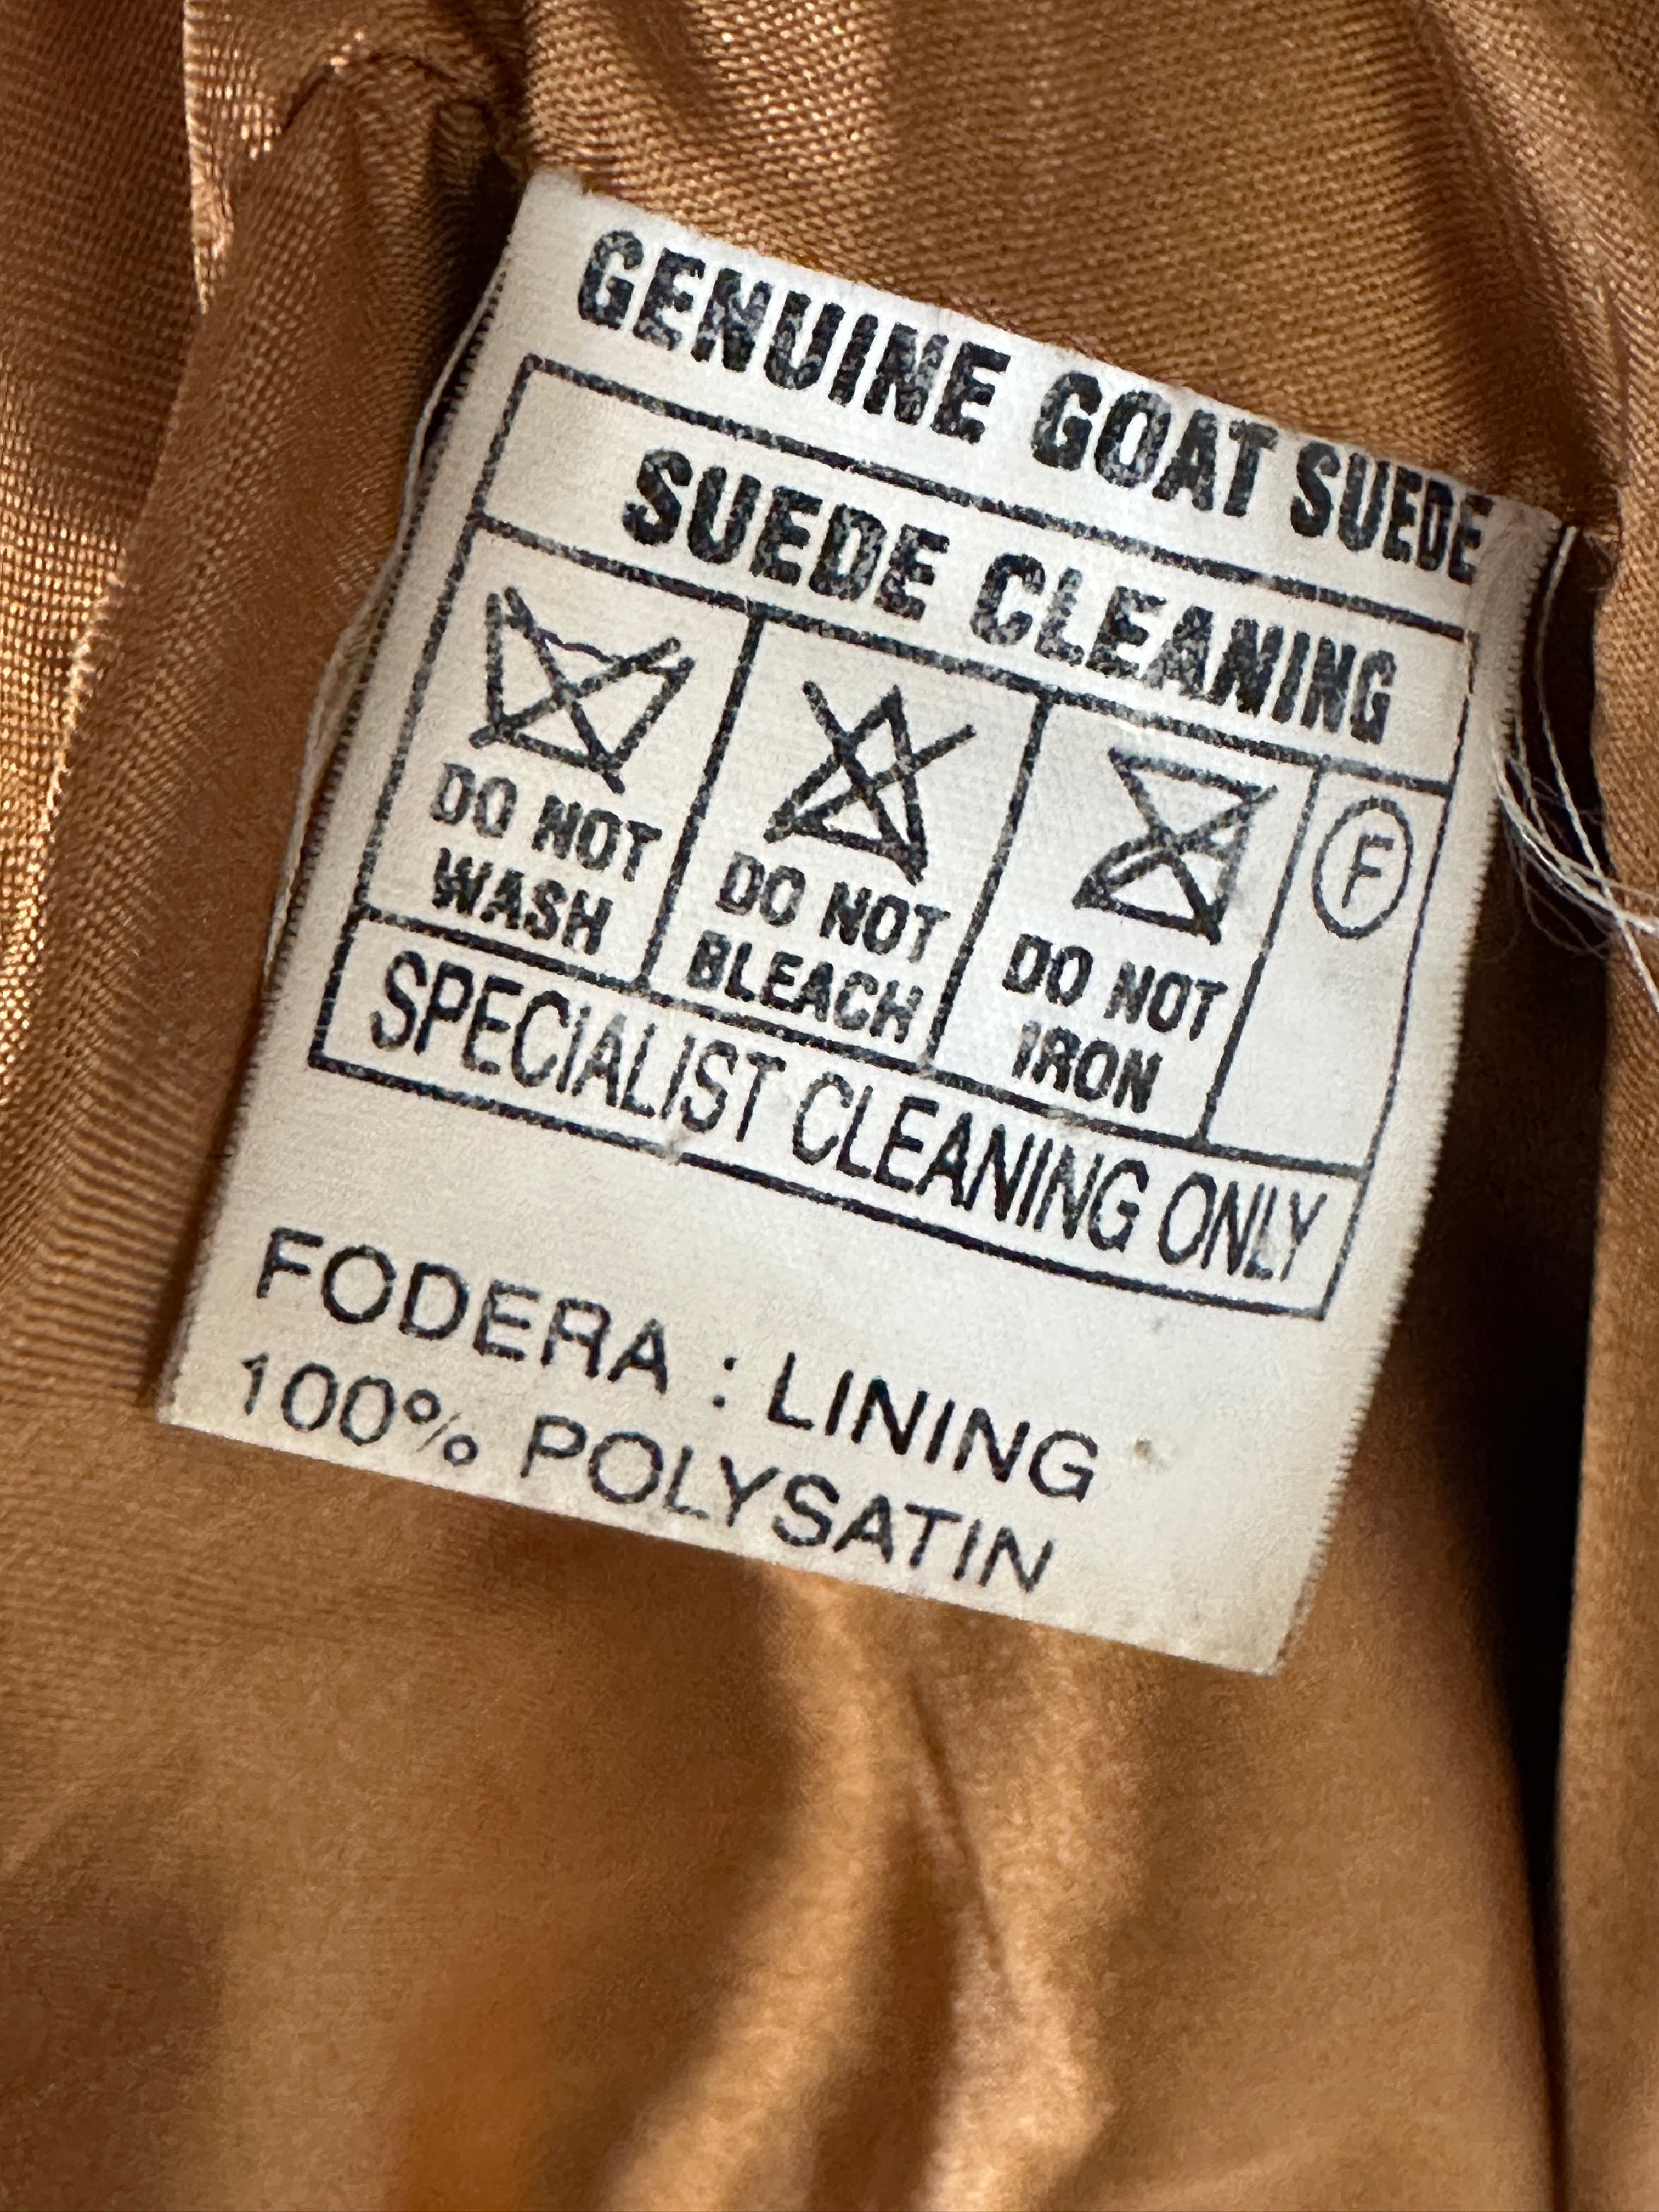 GENUINE GOAT SUEDE
SUEDE CLEANING
DO NOT
WASH
DO NOT
BLEACH
DO NOT
IRON
F
SPECIALIST CLEANING ONLY
FODERA : LINING
100% POLYSATIN